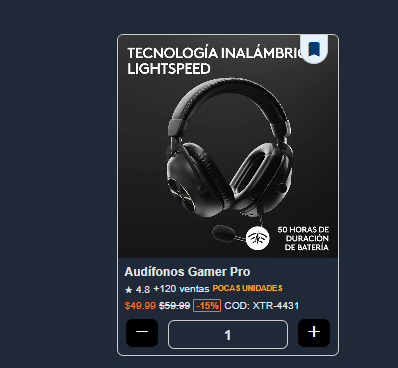 TECNOLOGÍA INALÁMBRIC
LIGHTSPEED
50 HORAS DE
DURACIÓN
DE BATERÍA
Audífonos Gamer Pro
★ 4.8 +120 ventas POCAS UNIDADES
$49.99 $59.99 -15% COD: XTR-4431
− 1 +